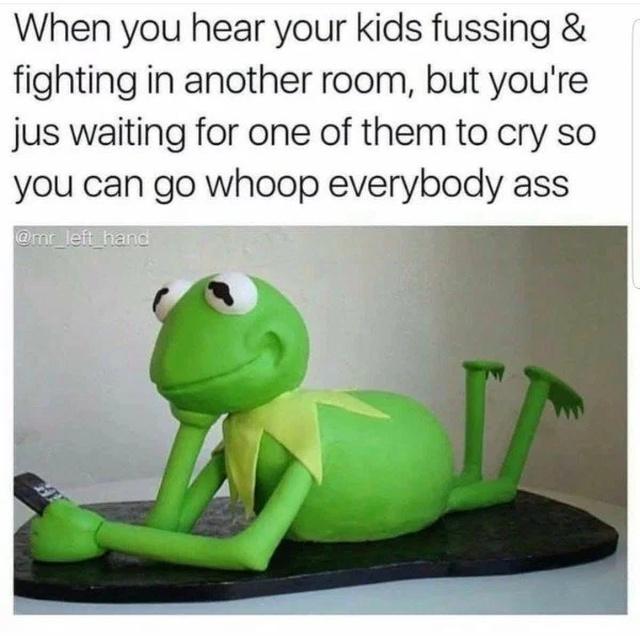 When you hear your kids fussing &
fighting in another room, but you're
jus waiting for one of them to cry so
you can go whoop everybody ass
@mr_left_hand